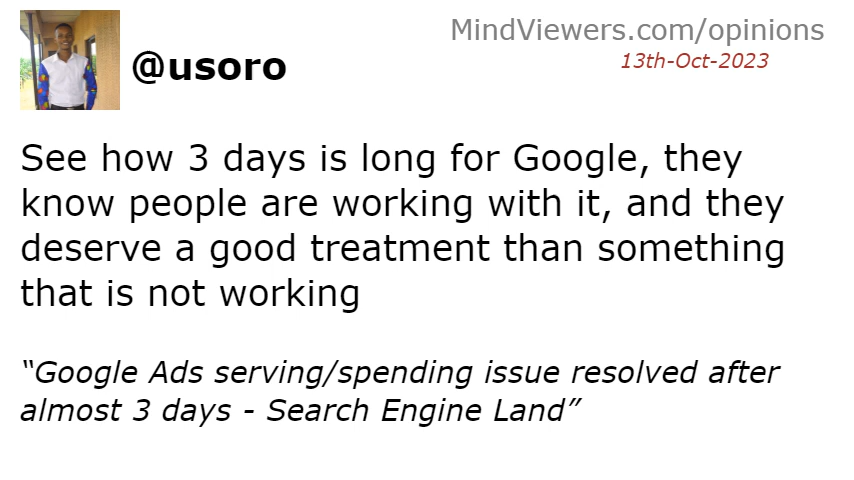 MindViewers.com/opinions
13th-Oct-2023
@usoro
See how 3 days is long for Google, they
know people are working with it, and they
deserve a good treatment than something
that is not working
“Google Ads serving/spending issue resolved after
almost 3 days - Search Engine Land”